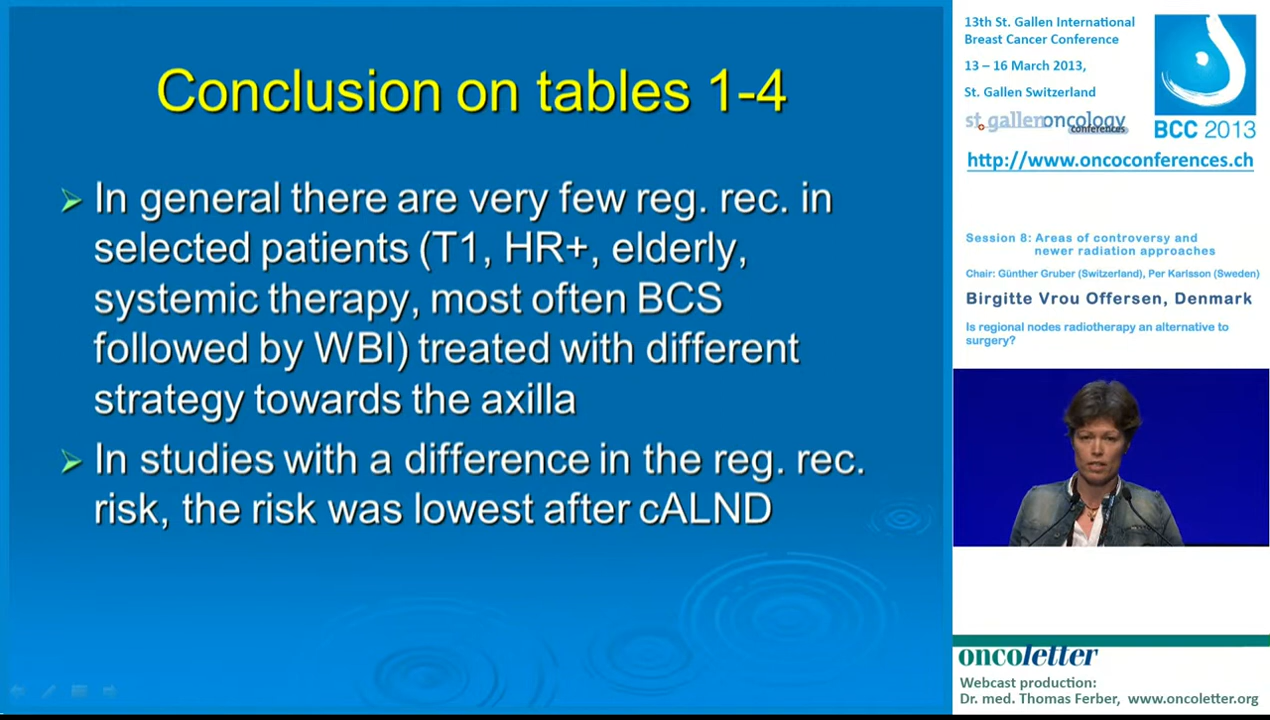 Conclusion on tables 1-4
In general there are very few reg. rec. in
selected patients (T1, HR+, elderly,
systemic therapy, most often BCS
followed by WBI) treated with different
strategy towards the axilla
In studies with a difference in the reg. rec.
risk, the risk was lowest after cALND
13th St. Gallen International
Breast Cancer Conference
13 – 16 March 2013,
St. Gallen Switzerland
st.gallenoncology
conferences
BCC 2013
http://www.oncoconferences.ch
Session 8: Areas of controversy and
newer radiation approaches
Chair: Günther Gruber (Switzerland), Per Karlsson (Sweden)
Birgitte Vrou Offersen, Denmark
Is regional nodes radiotherapy an alternative to
surgery?
oncoletter
Webcast production:
Dr. med. Thomas Ferber, www.oncoletter.org